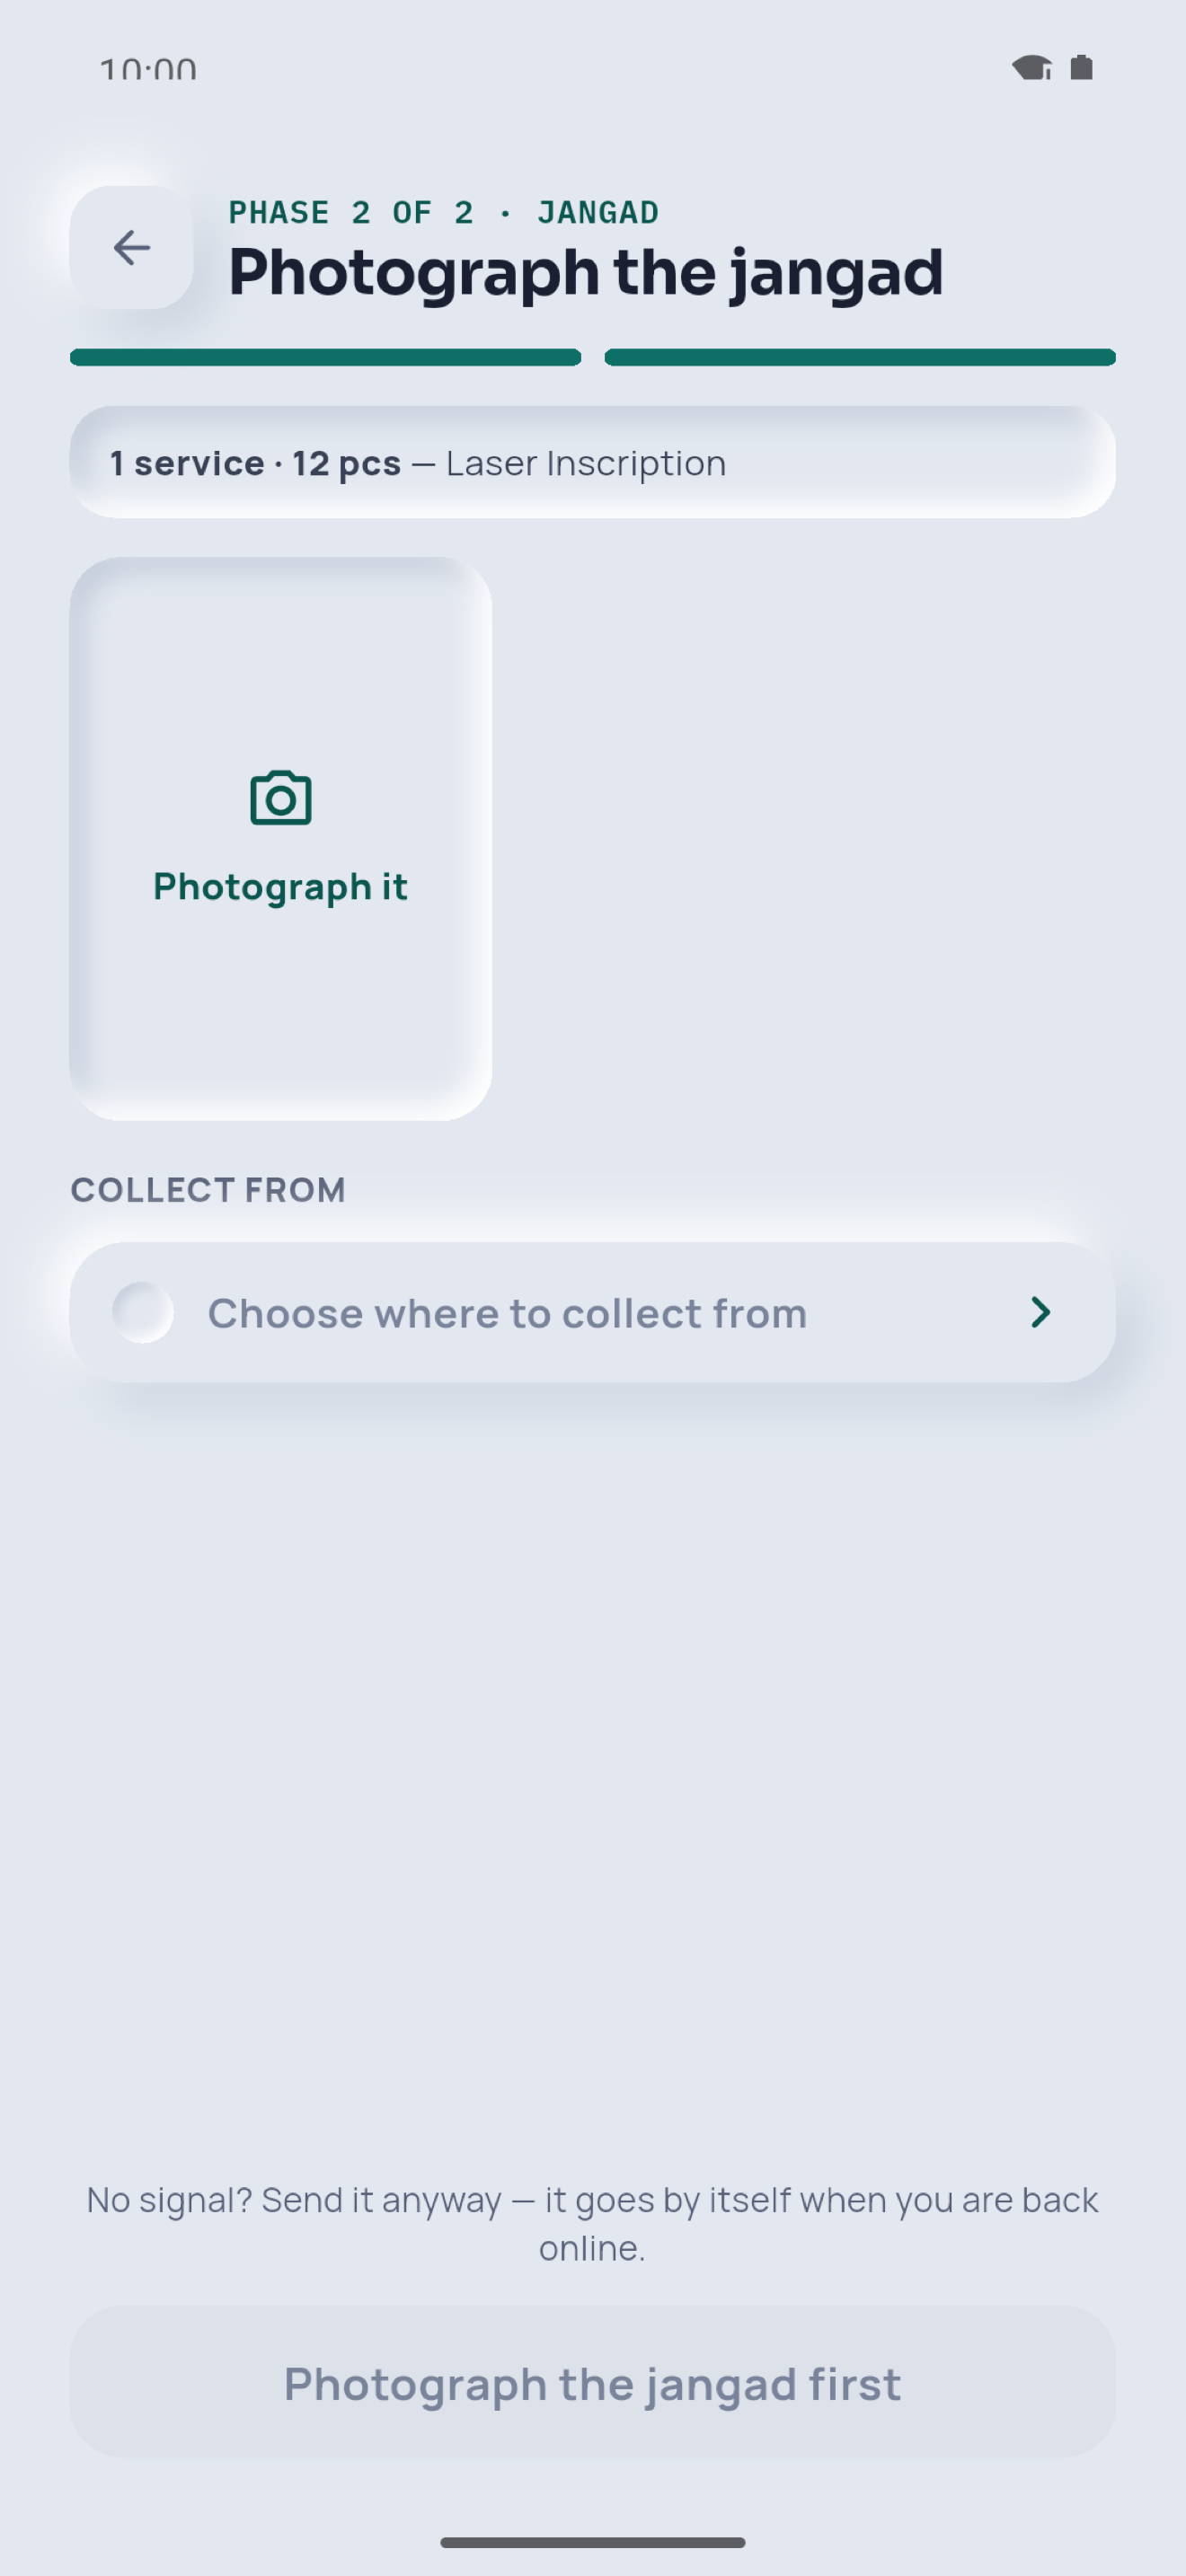 10:00
PHASE 2 OF 2 · JANGAD
Photograph the jangad
1 service · 12 pcs — Laser Inscription
Photograph it
COLLECT FROM
Choose where to collect from
No signal? Send it anyway — it goes by itself when you are back
online.
Photograph the jangad first